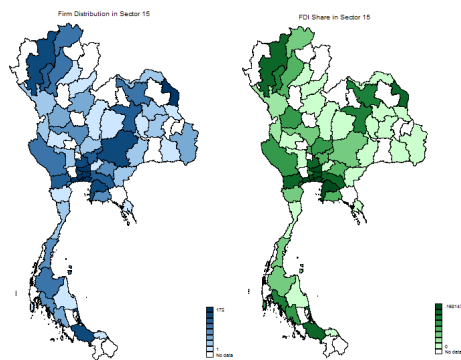 Firm Distribution in Sector 15
FDI Share in Sector 15
172
1
No data
0
No data